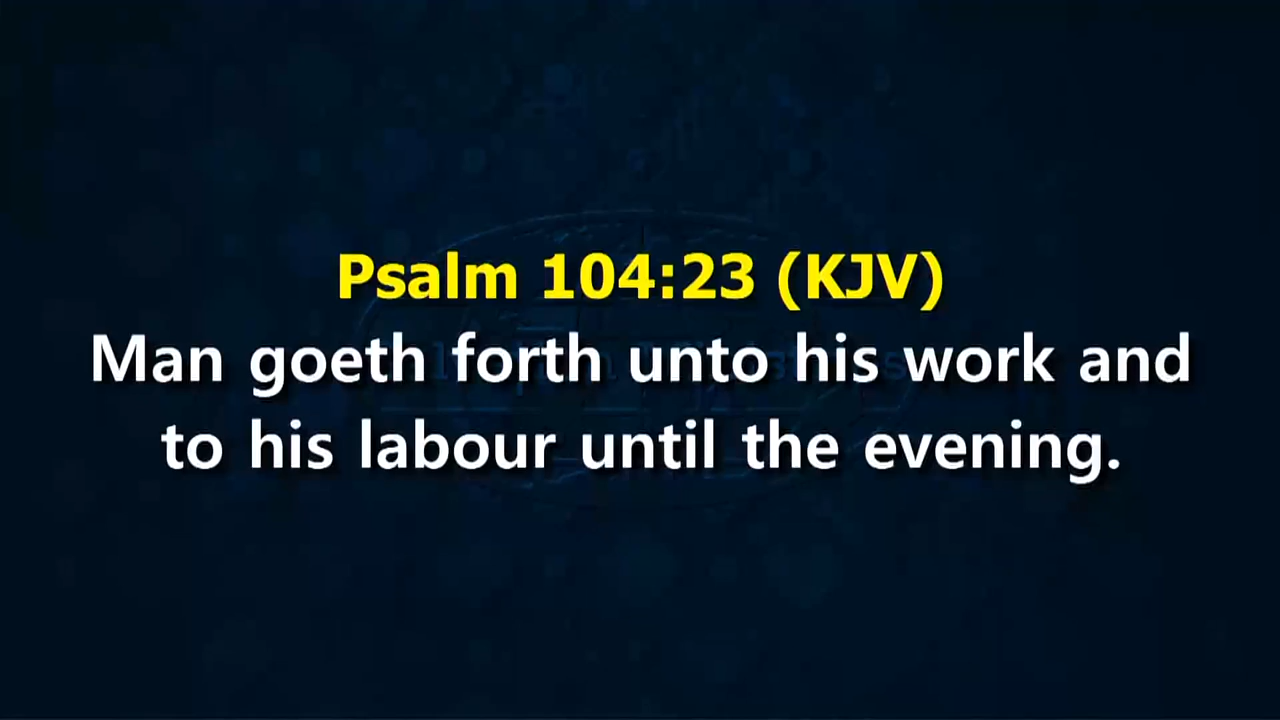 Psalm 104:23 (KJV)
Man goeth forth unto his work and
to his labour until the evening.